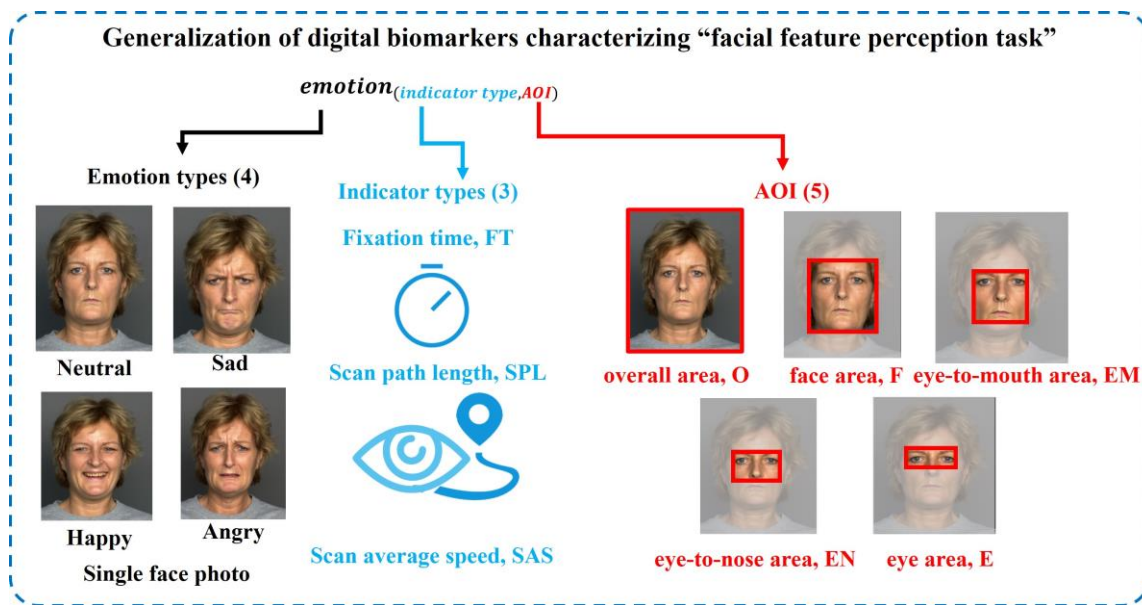 Generalization of digital biomarkers characterizing “facial feature perception task”
emotion(indicator type,AOI)
Emotion types (4)
Neutral
Sad
Happy
Angry
Single face photo
Indicator types (3)
Fixation time, FT
Scan path length, SPL
Scan average speed, SAS
AOI (5)
overall area, O
face area, F
eye-to-mouth area, EM
eye-to-nose area, EN
eye area, E